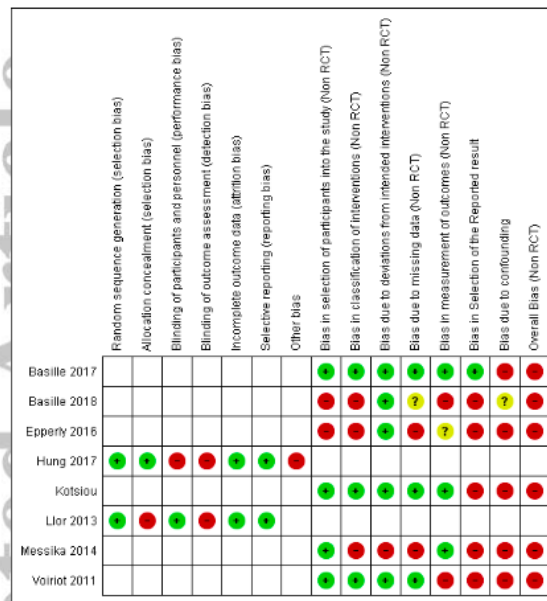 Random sequence generation (selection bias)
Allocation concealment (selection bias)
Blinding of participants and personnel (performance bias)
Blinding of outcome assessment (detection bias)
Incomplete outcome data (attrition bias)
Selective reporting (reporting bias)
Other bias
Bias in selection of participants into the study (Non RCT)
Bias in classification of interventions (Non RCT)
Bias due to deviations from intended interventions (Non RCT)
Bias due to missing data (Non RCT)
Bias in measurement of outcomes (Non RCT)
Bias in Selection of the Reported result
Bias due to confounding
Overall Bias (Non RCT)
Basille 2017 + + + + + + - -
Basille 2018 - - + ? - - ? -
Epperly 2016 - - + - ? - - -
Hung 2017 + + - - + + -
Kotsiou + + + + + - - -
Llor 2013 + - + - + +
Messika 2014 + - - - + - - -
Voiriot 2011 + + + + - - - -